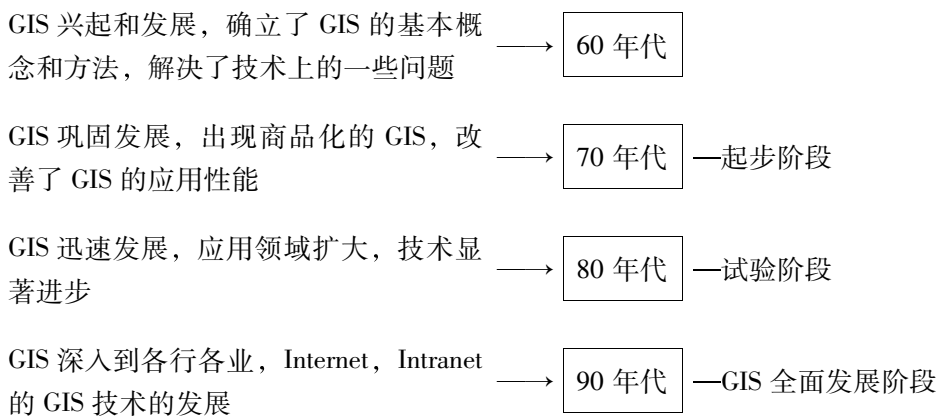 GIS 兴起和发展，确立了 GIS 的基本概
念和方法，解决了技术上的一些问题
60 年代
GIS 巩固发展，出现商品化的 GIS，改
善了 GIS 的应用性能
70 年代
起步阶段
GIS 迅速发展，应用领域扩大，技术显
著进步
80 年代
试验阶段
GIS 深入到各行各业，Internet，Intranet
的 GIS 技术的发展
90 年代
GIS 全面发展阶段